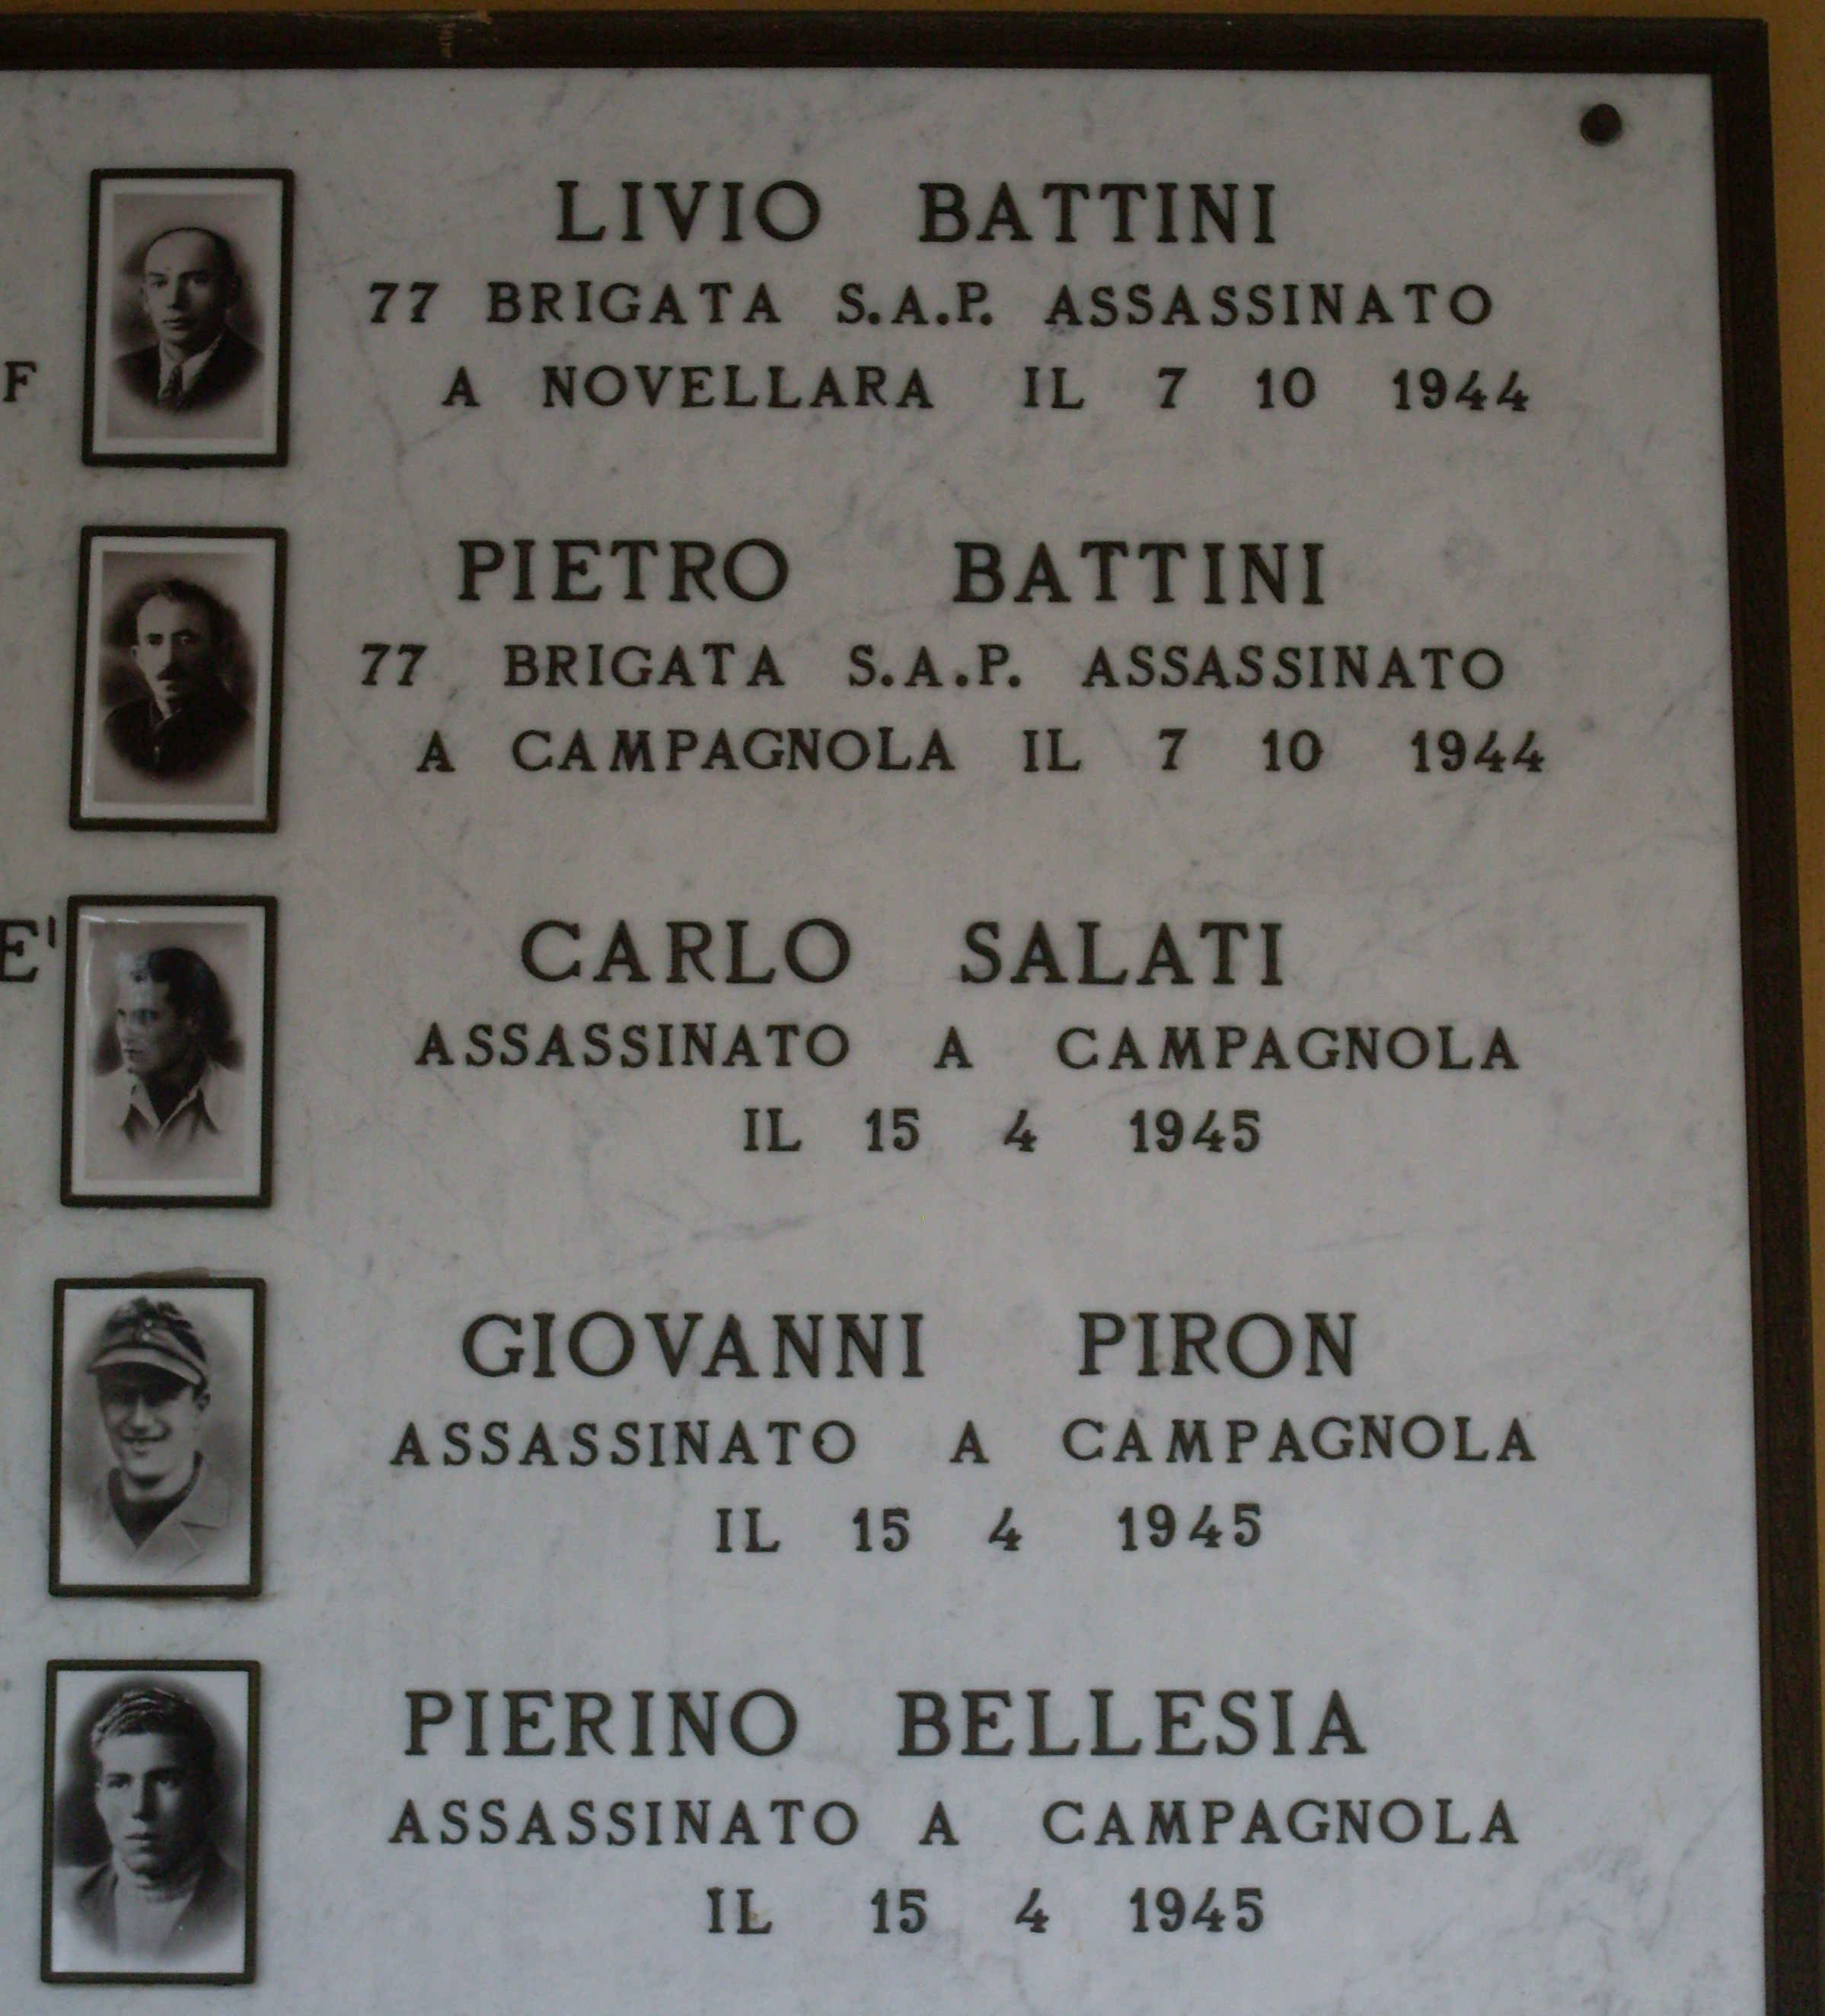 LIVIO BATTINI
77 BRIGATA S.A.P. ASSASSINATO
A NOVELLARA IL 7 10 1944
F
PIETRO BATTINI
77 BRIGATA S.A.P. ASSASSINATO
A CAMPAGNOLA IL 7 10 1944
E'
CARLO SALATI
ASSASSINATO A CAMPAGNOLA
IL 15 4 1945
GIOVANNI PIRON
ASSASSINATO A CAMPAGNOLA
IL 15 4 1945
PIERINO BELLESIA
ASSASSINATO A CAMPAGNOLA
IL 15 4 1945